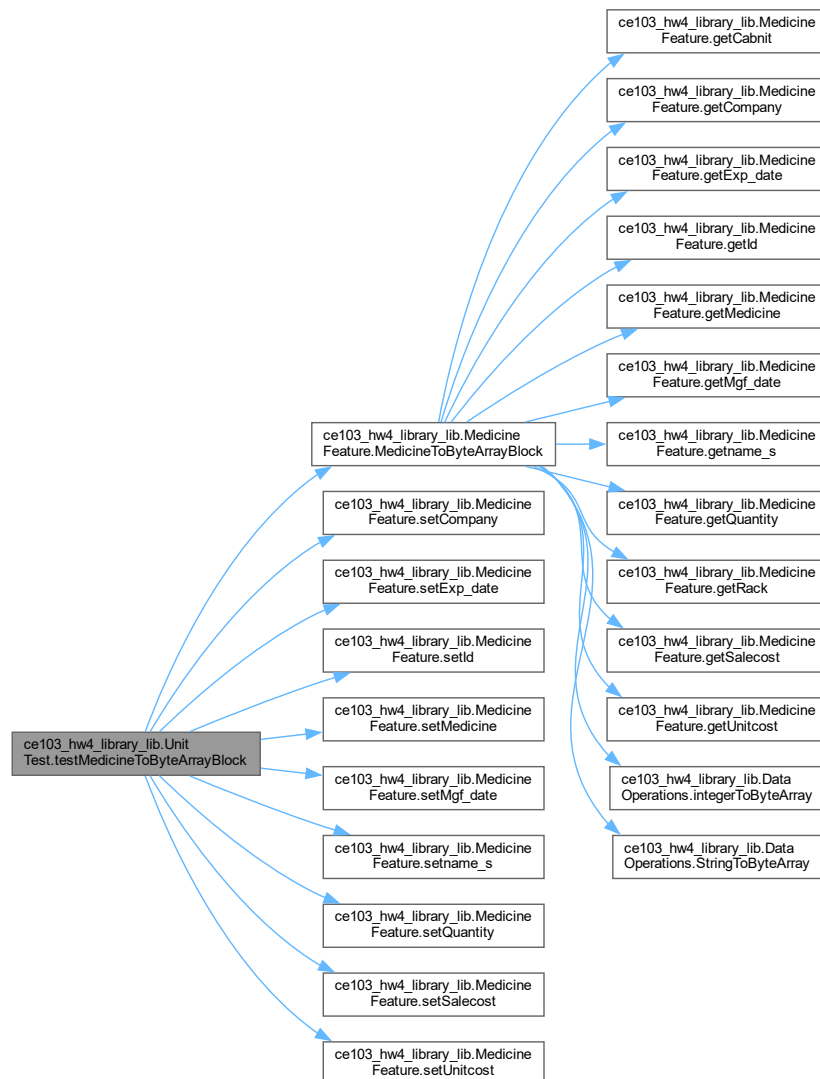 ce103_hw4_library_lib.Unit
Test.testMedicineToByteArrayBlock
ce103_hw4_library_lib.Medicine
Feature.MedicineToByteArrayBlock
ce103_hw4_library_lib.Medicine
Feature.setCompany
ce103_hw4_library_lib.Medicine
Feature.setExp_date
ce103_hw4_library_lib.Medicine
Feature.setId
ce103_hw4_library_lib.Medicine
Feature.setMedicine
ce103_hw4_library_lib.Medicine
Feature.setMgf_date
ce103_hw4_library_lib.Medicine
Feature.setname_s
ce103_hw4_library_lib.Medicine
Feature.setQuantity
ce103_hw4_library_lib.Medicine
Feature.setSalecost
ce103_hw4_library_lib.Medicine
Feature.setUnitcost
ce103_hw4_library_lib.Medicine
Feature.getCabnit
ce103_hw4_library_lib.Medicine
Feature.getCompany
ce103_hw4_library_lib.Medicine
Feature.getExp_date
ce103_hw4_library_lib.Medicine
Feature.getId
ce103_hw4_library_lib.Medicine
Feature.getMedicine
ce103_hw4_library_lib.Medicine
Feature.getMgf_date
ce103_hw4_library_lib.Medicine
Feature.getname_s
ce103_hw4_library_lib.Medicine
Feature.getQuantity
ce103_hw4_library_lib.Medicine
Feature.getRack
ce103_hw4_library_lib.Medicine
Feature.getSalecost
ce103_hw4_library_lib.Medicine
Feature.getUnitcost
ce103_hw4_library_lib.Data
Operations.integerToByteArray
ce103_hw4_library_lib.Data
Operations.StringToByteArray